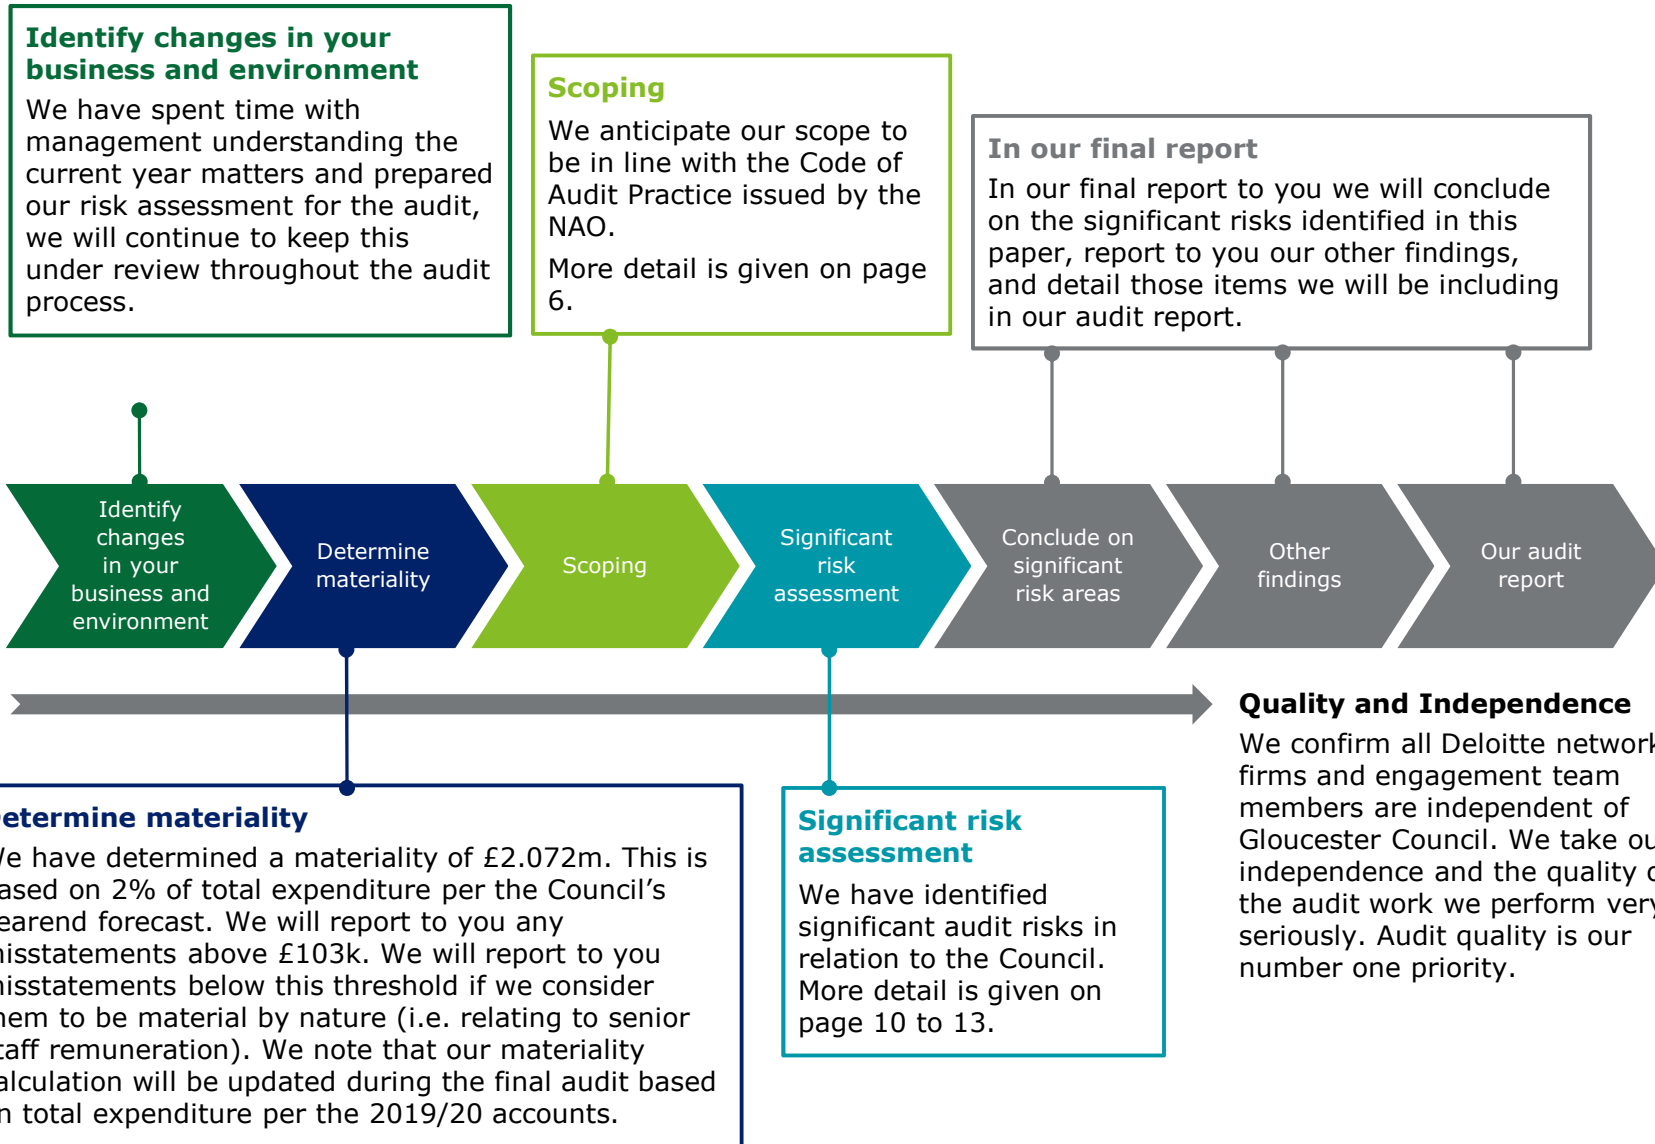 Identify changes in your
business and environment
We have spent time with
management understanding the
current year matters and prepared
our risk assessment for the audit,
we will continue to keep this
under review throughout the audit
process.
Scoping
We anticipate our scope to
be in line with the Code of
Audit Practice issued by the
NAO.
More detail is given on page
6.
In our final report
In our final report to you we will conclude
on the significant risks identified in this
paper, report to you our other findings,
and detail those items we will be including
in our audit report.
Identify
changes
in your
business and
environment
Determine
materiality
Scoping
Significant
risk
assessment
Conclude on
significant
risk areas
Other
findings
Our audit
report
etermine materiality
e have determined a materiality of £2.072m. This is
ased on 2% of total expenditure per the Council's
earend forecast. We will report to you any
isstatements above £103k. We will report to you
isstatements below this threshold if we consider
hem to be material by nature (i.e. relating to senior
taff remuneration). We note that our materiality
alculation will be updated during the final audit based
n total expenditure per the 2019/20 accounts.
Significant risk
assessment
We have identified
significant audit risks in
relation to the Council.
More detail is given on
page 10 to 13.
Quality and Independence
We confirm all Deloitte network
firms and engagement team
members are independent of
Gloucester Council. We take ou
independence and the quality o
the audit work we perform very
seriously. Audit quality is our
number one priority.